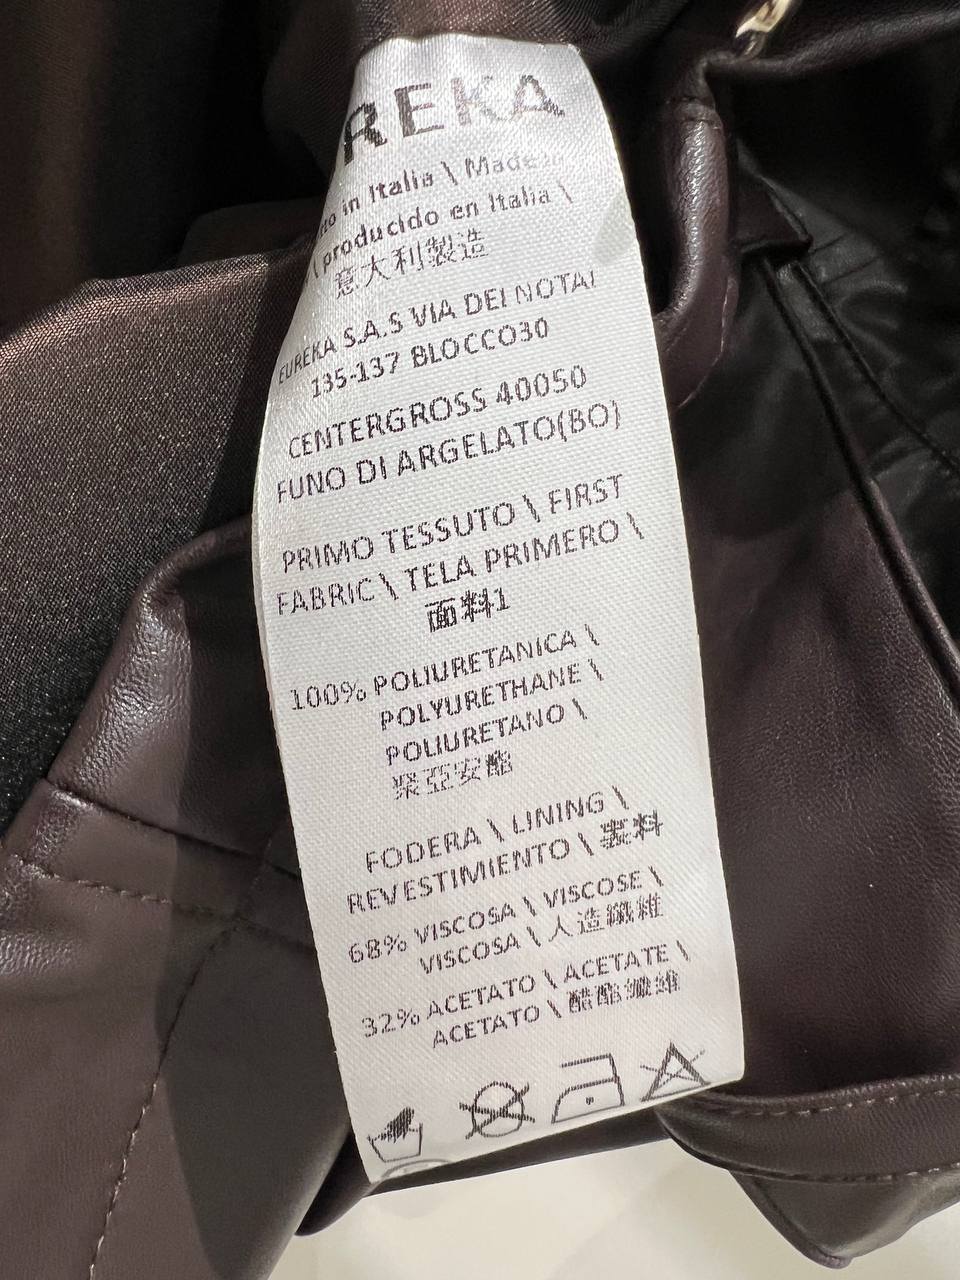 REKA
in Italia \ Made in
\ producido en Italia \
意大利製造
EUREKA S.A.S VIA DEI NOTAI
135-137 BLOCCO30
CENTERGROSS 40050
FUNO DI ARGELATO(BO)
PRIMO TESSUTO \ FIRST
FABRIC \ TELA PRIMERO \
面料1
100% POLIURETANICA \
POLYURETHANE \
POLIURETANO \
聚亞安酯
FODERA \ LINING \
REVESTIMIENTO \ 裏料
68% VISCOSA \ VISCOSE \
VISCOSA \ 人造纖維
32% ACETATO \ ACETATE \
ACETATO \ 醋酯纖維